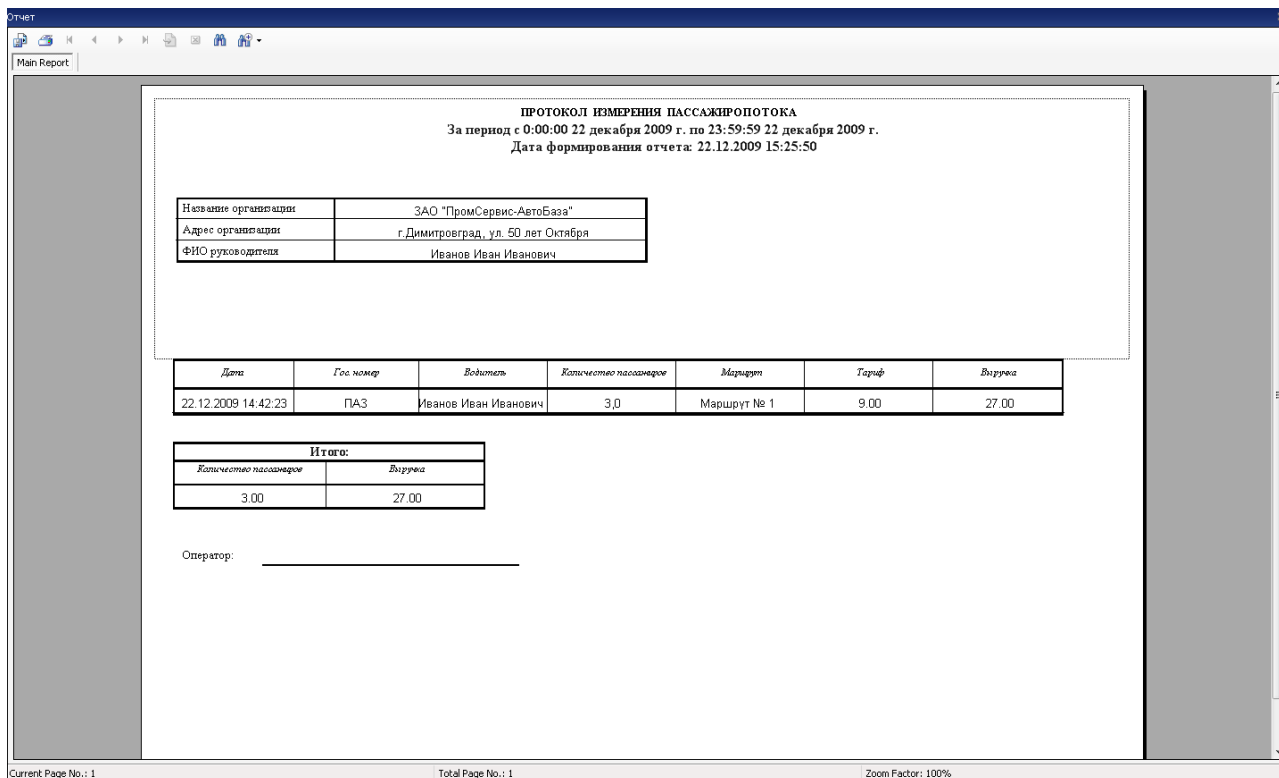 Отчет
Main Report
ПРОТОКОЛ ИЗМЕРЕНИЯ ПАССАЖИРОПОТОКА
За период с 0:00:00 22 декабря 2009 г. по 23:59:59 22 декабря 2009 г.
Дата формирования отчета: 22.12.2009 15:25:50
Название организации ЗАО "ПромСервис-АвтоБаза"
Адрес организации г.Димитровград, ул. 50 лет Октября
ФИО руководителя Иванов Иван Иванович
Дата Гос. номер Водитель Количество пассажиров Маршрут Тариф Выручка
22.12.2009 14:42:23 ПАЗ Иванов Иван Иванович 3,0 Маршрут № 1 9.00 27.00
Итого:
Количество пассажиров Выручка
3.00 27.00
Оператор:
Current Page No.: 1 Total Page No.: 1 Zoom Factor: 100%